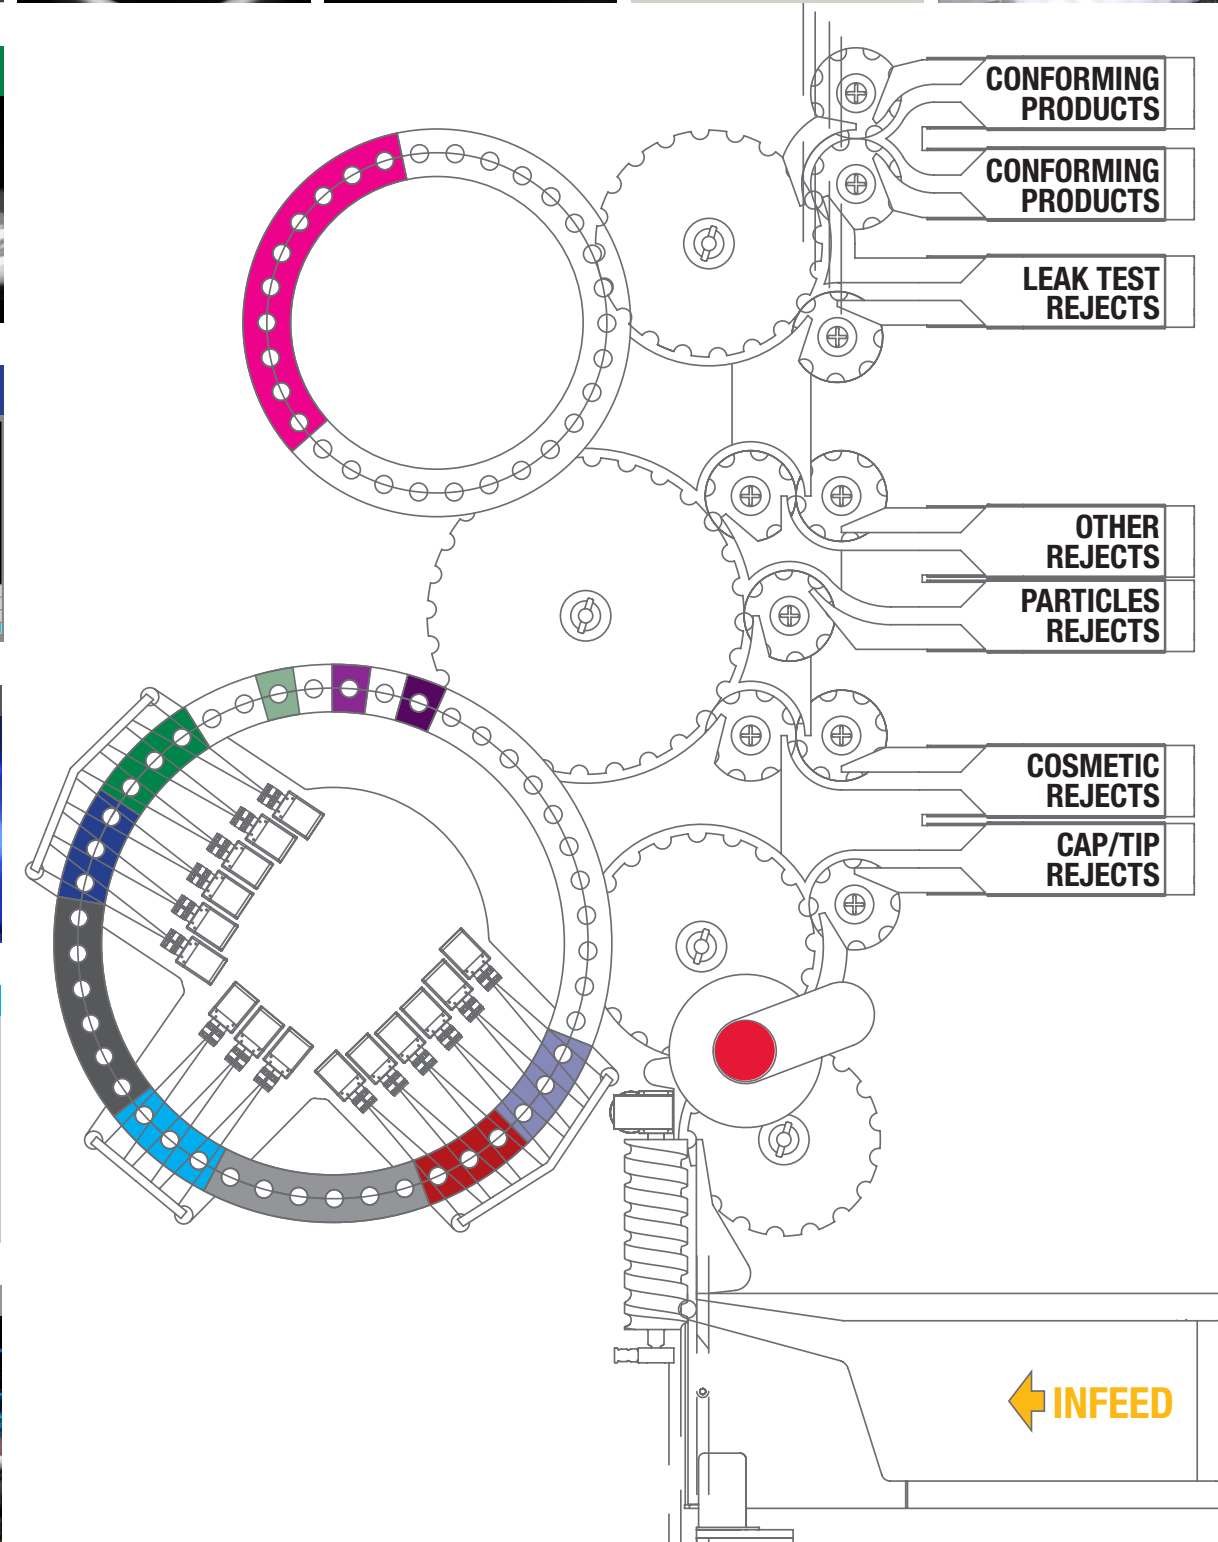 CONFORMING
PRODUCTS
CONFORMING
PRODUCTS
LEAK TEST
REJECTS
OTHER
REJECTS
PARTICLES
REJECTS
COSMETIC
REJECTS
CAP/TIP
REJECTS
INFEED